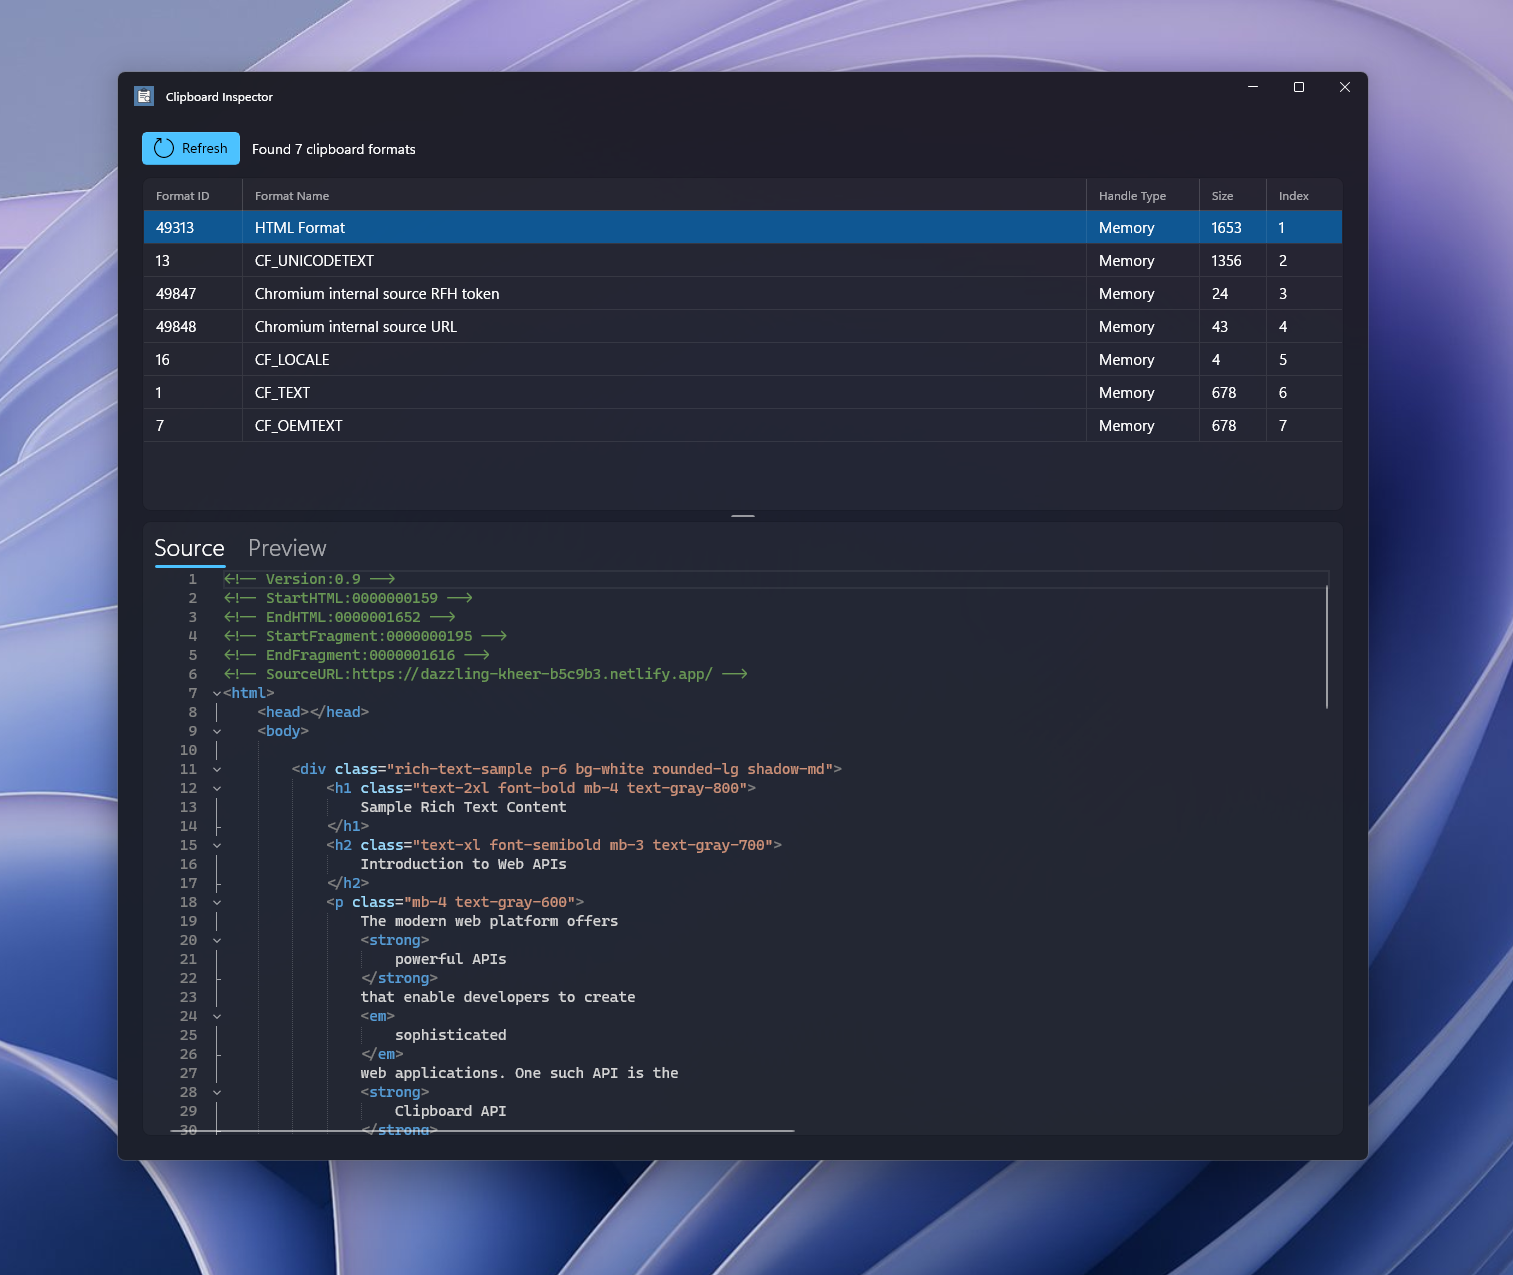 Clipboard Inspector
Refresh Found 7 clipboard formats
Format ID Format Name Handle Type Size Index
49313 HTML Format Memory 1653 1
13 CF_UNICODETEXT Memory 1356 2
49847 Chromium internal source RFH token Memory 24 3
49848 Chromium internal source URL Memory 43 4
16 CF_LOCALE Memory 4 5
1 CF_TEXT Memory 678 6
7 CF_OEMTEXT Memory 678 7
Source Preview
1 <!-- Version:0.9 -->
2 <!-- StartHTML:0000000159 -->
3 <!-- EndHTML:0000001652 -->
4 <!-- StartFragment:0000000195 -->
5 <!-- EndFragment:0000001616 -->
6 <!-- SourceURL:https://dazzling-kheer-b5c9b3.netlify.app/ -->
7 <html>
8 <head></head>
9 <body>
10
11 <div class="rich-text-sample p-6 bg-white rounded-lg shadow-md">
12 <h1 class="text-2xl font-bold mb-4 text-gray-800">
13 Sample Rich Text Content
14 </h1>
15 <h2 class="text-xl font-semibold mb-3 text-gray-700">
16 Introduction to Web APIs
17 </h2>
18 <p class="mb-4 text-gray-600">
19 The modern web platform offers
20 <strong>
21 powerful APIs
22 </strong>
23 that enable developers to create
24 <em>
25 sophisticated
26 </em>
27 web applications. One such API is the
28 <strong>
29 Clipboard API
30 </strong>